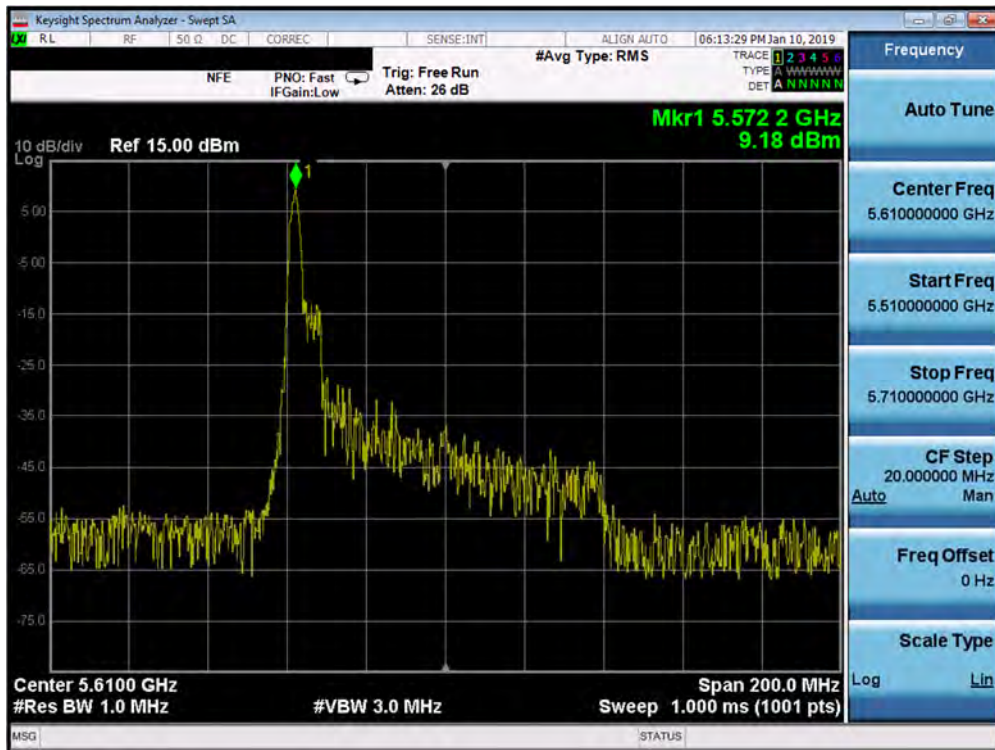 Keysight Spectrum Analyzer - Swept SA
LXI RL RF 50 Ω DC CORREC SENSE:INT ALIGN AUTO 06:13:29 PM Jan 10, 2019
NFE PNO: Fast IFGain:Low Trig: Free Run Atten: 26 dB #Avg Type: RMS
TRACE 1 2 3 4 5 6
TYPE A WWWWW
DET A N N N N N
Mkr1 5.572 2 GHz
9.18 dBm
10 dB/div Ref 15.00 dBm
Log
1
5.00
-5.00
-15.0
-25.0
-35.0
-45.0
-55.0
-65.0
-75.0
Center 5.6100 GHz Span 200.0 MHz
#Res BW 1.0 MHz #VBW 3.0 MHz Sweep 1.000 ms (1001 pts)
MSG STATUS
Frequency
Auto Tune
Center Freq
5.610000000 GHz
Start Freq
5.510000000 GHz
Stop Freq
5.710000000 GHz
CF Step
20.000000 MHz
Auto Man
Freq Offset
0 Hz
Scale Type
Log Lin